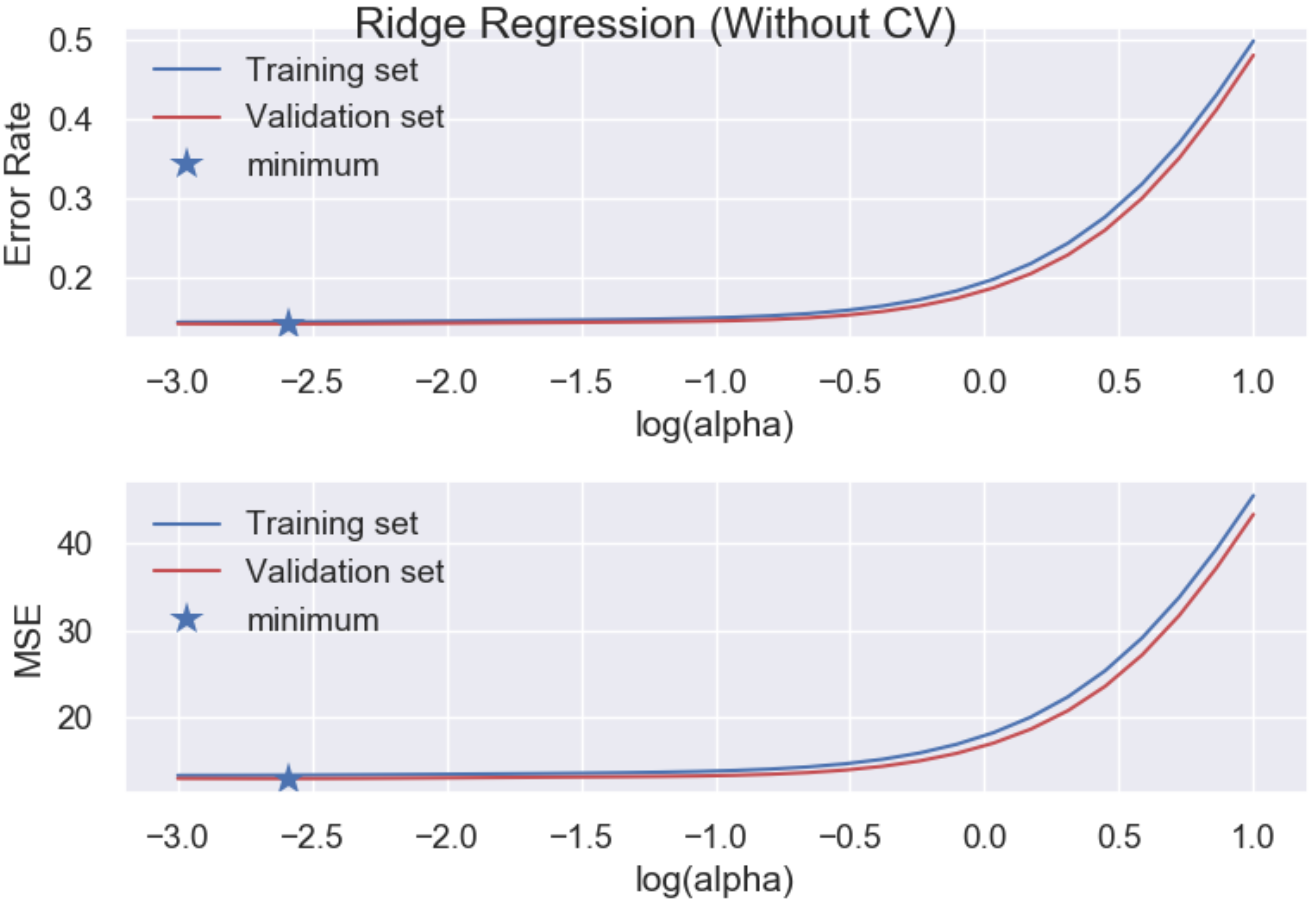 Ridge Regression (Without CV)
0.5
0.4
0.3
0.2
Error Rate
Training set
Validation set
minimum
−3.0 −2.5 −2.0 −1.5 −1.0 −0.5 0.0 0.5 1.0
log(alpha)
40
30
20
MSE
Training set
Validation set
minimum
−3.0 −2.5 −2.0 −1.5 −1.0 −0.5 0.0 0.5 1.0
log(alpha)